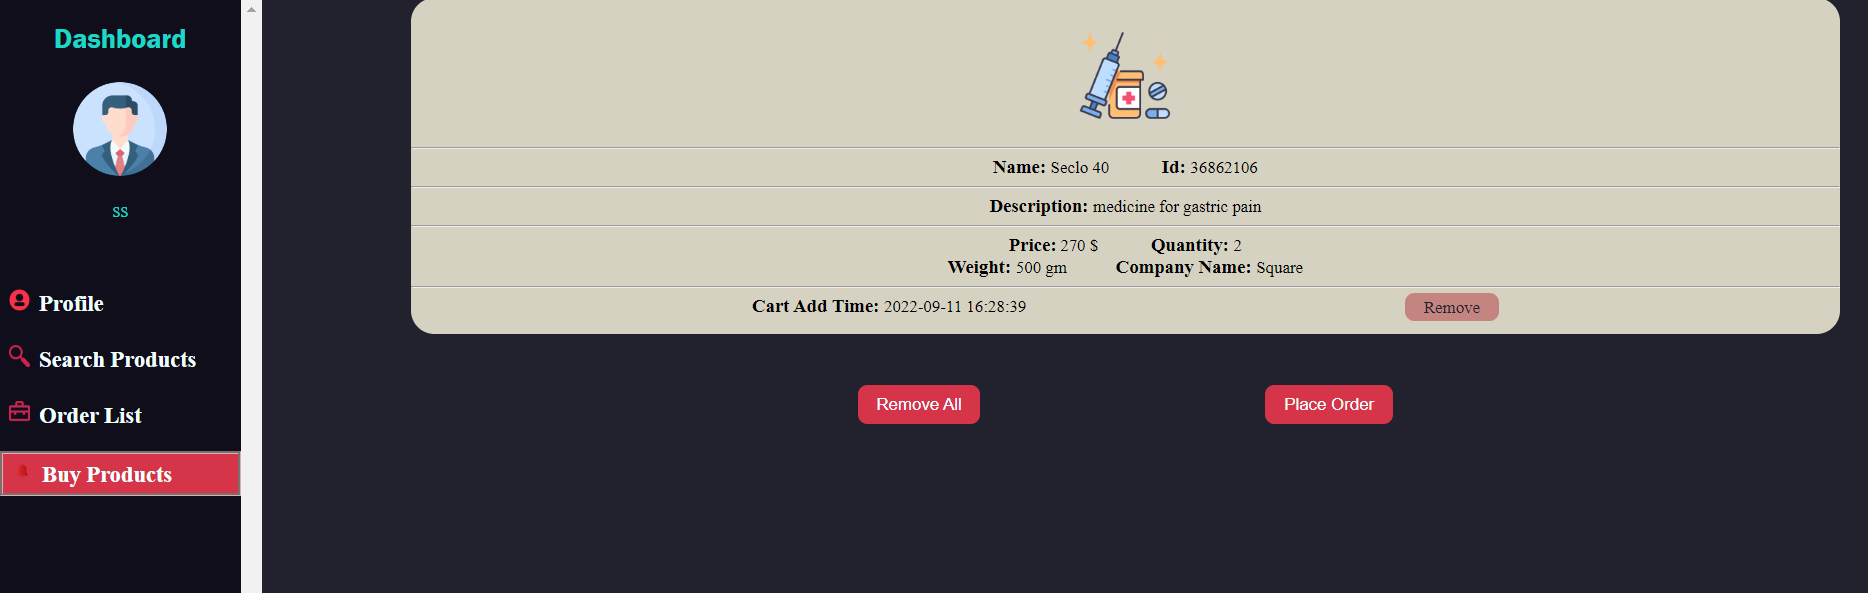 Dashboard
ss
Profile
Search Products
Order List
Buy Products
Name: Seclo 40 Id: 36862106
Description: medicine for gastric pain
Price: 270 $ Quantity: 2
Weight: 500 gm Company Name: Square
Cart Add Time: 2022-09-11 16:28:39 Remove
Remove All Place Order